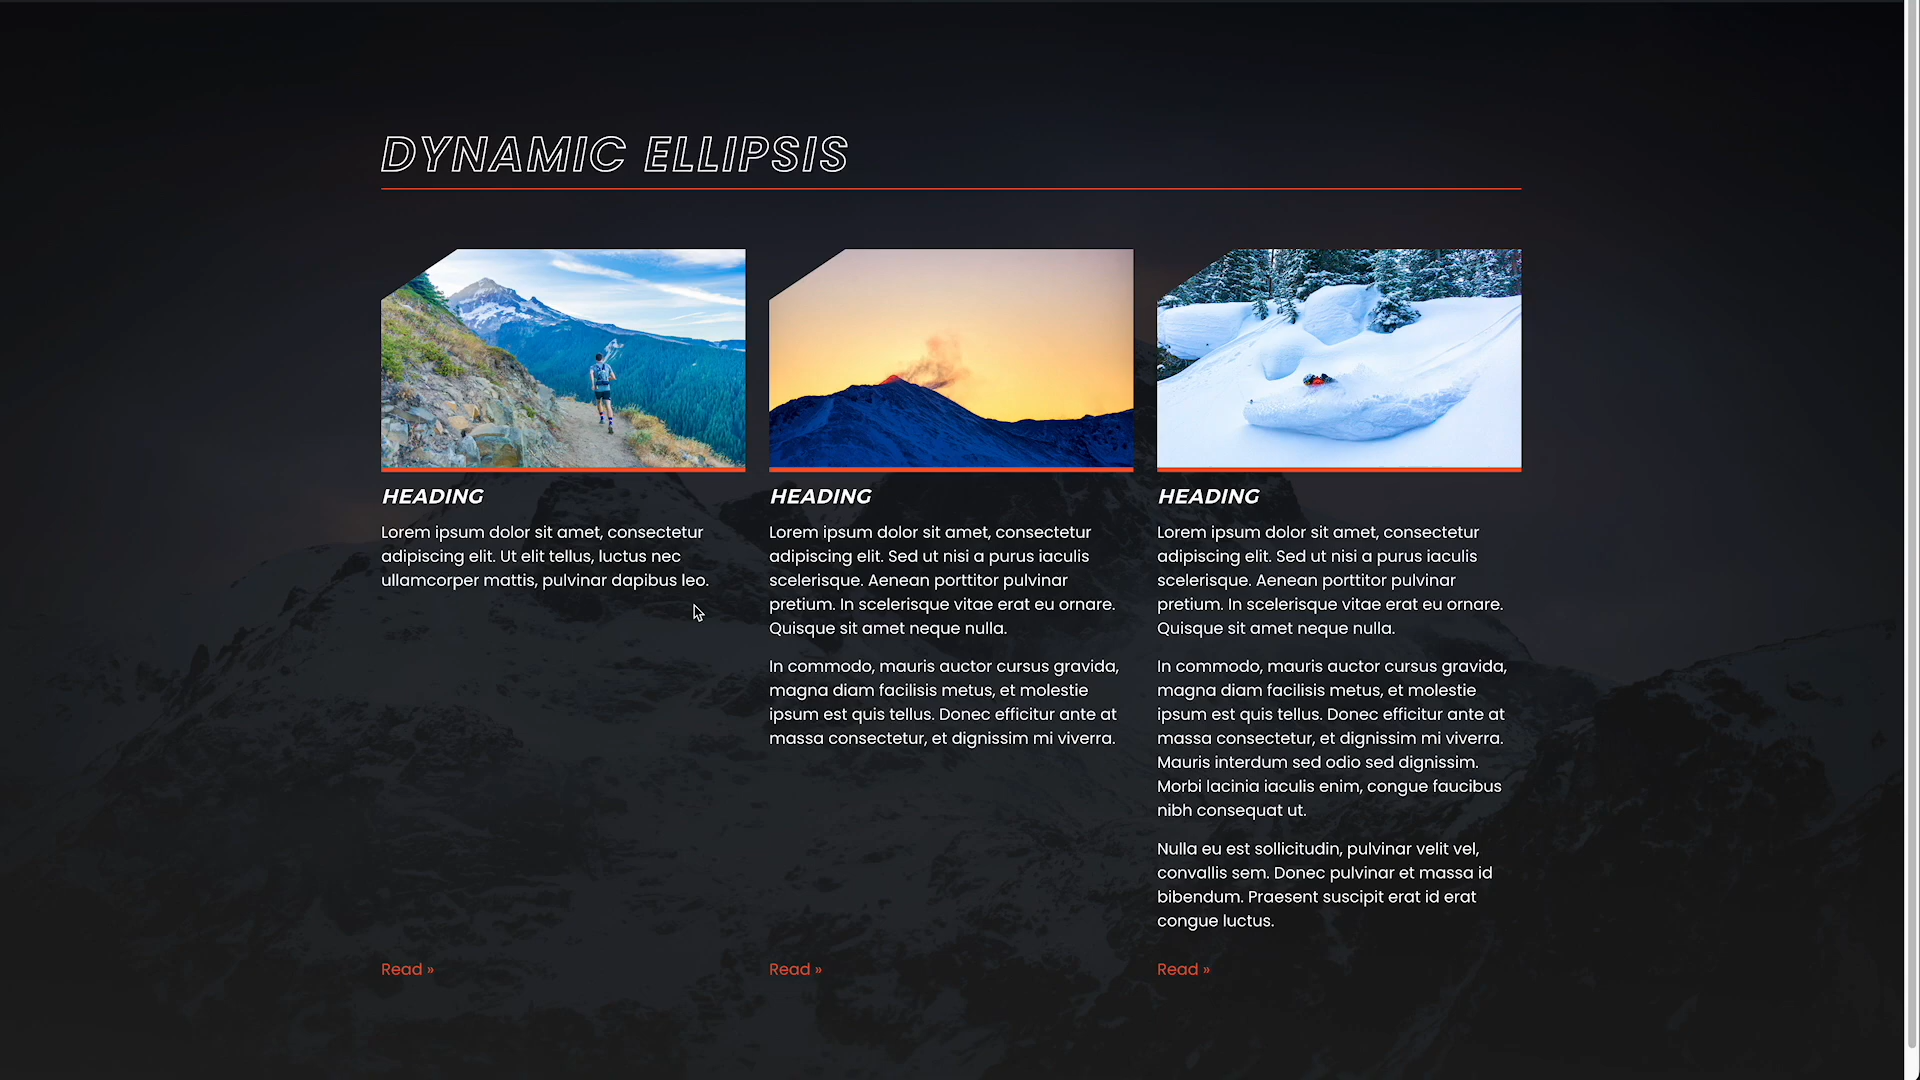 DYNAMIC ELLIPSIS
HEADING
Lorem ipsum dolor sit amet, consectetur
adipiscing elit. Ut elit tellus, luctus nec
ullamcorper mattis, pulvinar dapibus leo.
Read »
HEADING
Lorem ipsum dolor sit amet, consectetur
adipiscing elit. Sed ut nisi a purus iaculis
scelerisque. Aenean porttitor pulvinar
pretium. In scelerisque vitae erat eu ornare.
Quisque sit amet neque nulla.
In commodo, mauris auctor cursus gravida,
magna diam facilisis metus, et molestie
ipsum est quis tellus. Donec efficitur ante at
massa consectetur, et dignissim mi viverra.
Read »
HEADING
Lorem ipsum dolor sit amet, consectetur
adipiscing elit. Sed ut nisi a purus iaculis
scelerisque. Aenean porttitor pulvinar
pretium. In scelerisque vitae erat eu ornare.
Quisque sit amet neque nulla.
In commodo, mauris auctor cursus gravida,
magna diam facilisis metus, et molestie
ipsum est quis tellus. Donec efficitur ante at
massa consectetur, et dignissim mi viverra.
Mauris interdum sed odio sed dignissim.
Morbi lacinia iaculis enim, congue faucibus
nibh consequat ut.
Nulla eu est sollicitudin, pulvinar velit vel,
convallis sem. Donec pulvinar et massa id
bibendum. Praesent suscipit erat id erat
congue luctus.
Read »